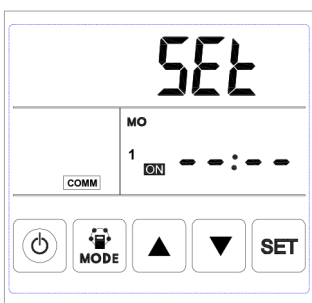 SEt
MO
1 ON --:--
COMM
MODE
SET